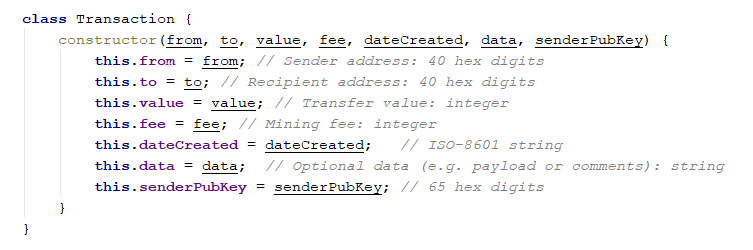 class Transaction {
constructor(from, to, value, fee, dateCreated, data, senderPubKey) {
this.from = from; // Sender address: 40 hex digits
this.to = to; // Recipient address: 40 hex digits
this.value = value; // Transfer value: integer
this.fee = fee; // Mining fee: integer
this.dateCreated = dateCreated; // ISO-8601 string
this.data = data; // Optional data (e.g. payload or comments): string
this.senderPubKey = senderPubKey; // 65 hex digits
}
}